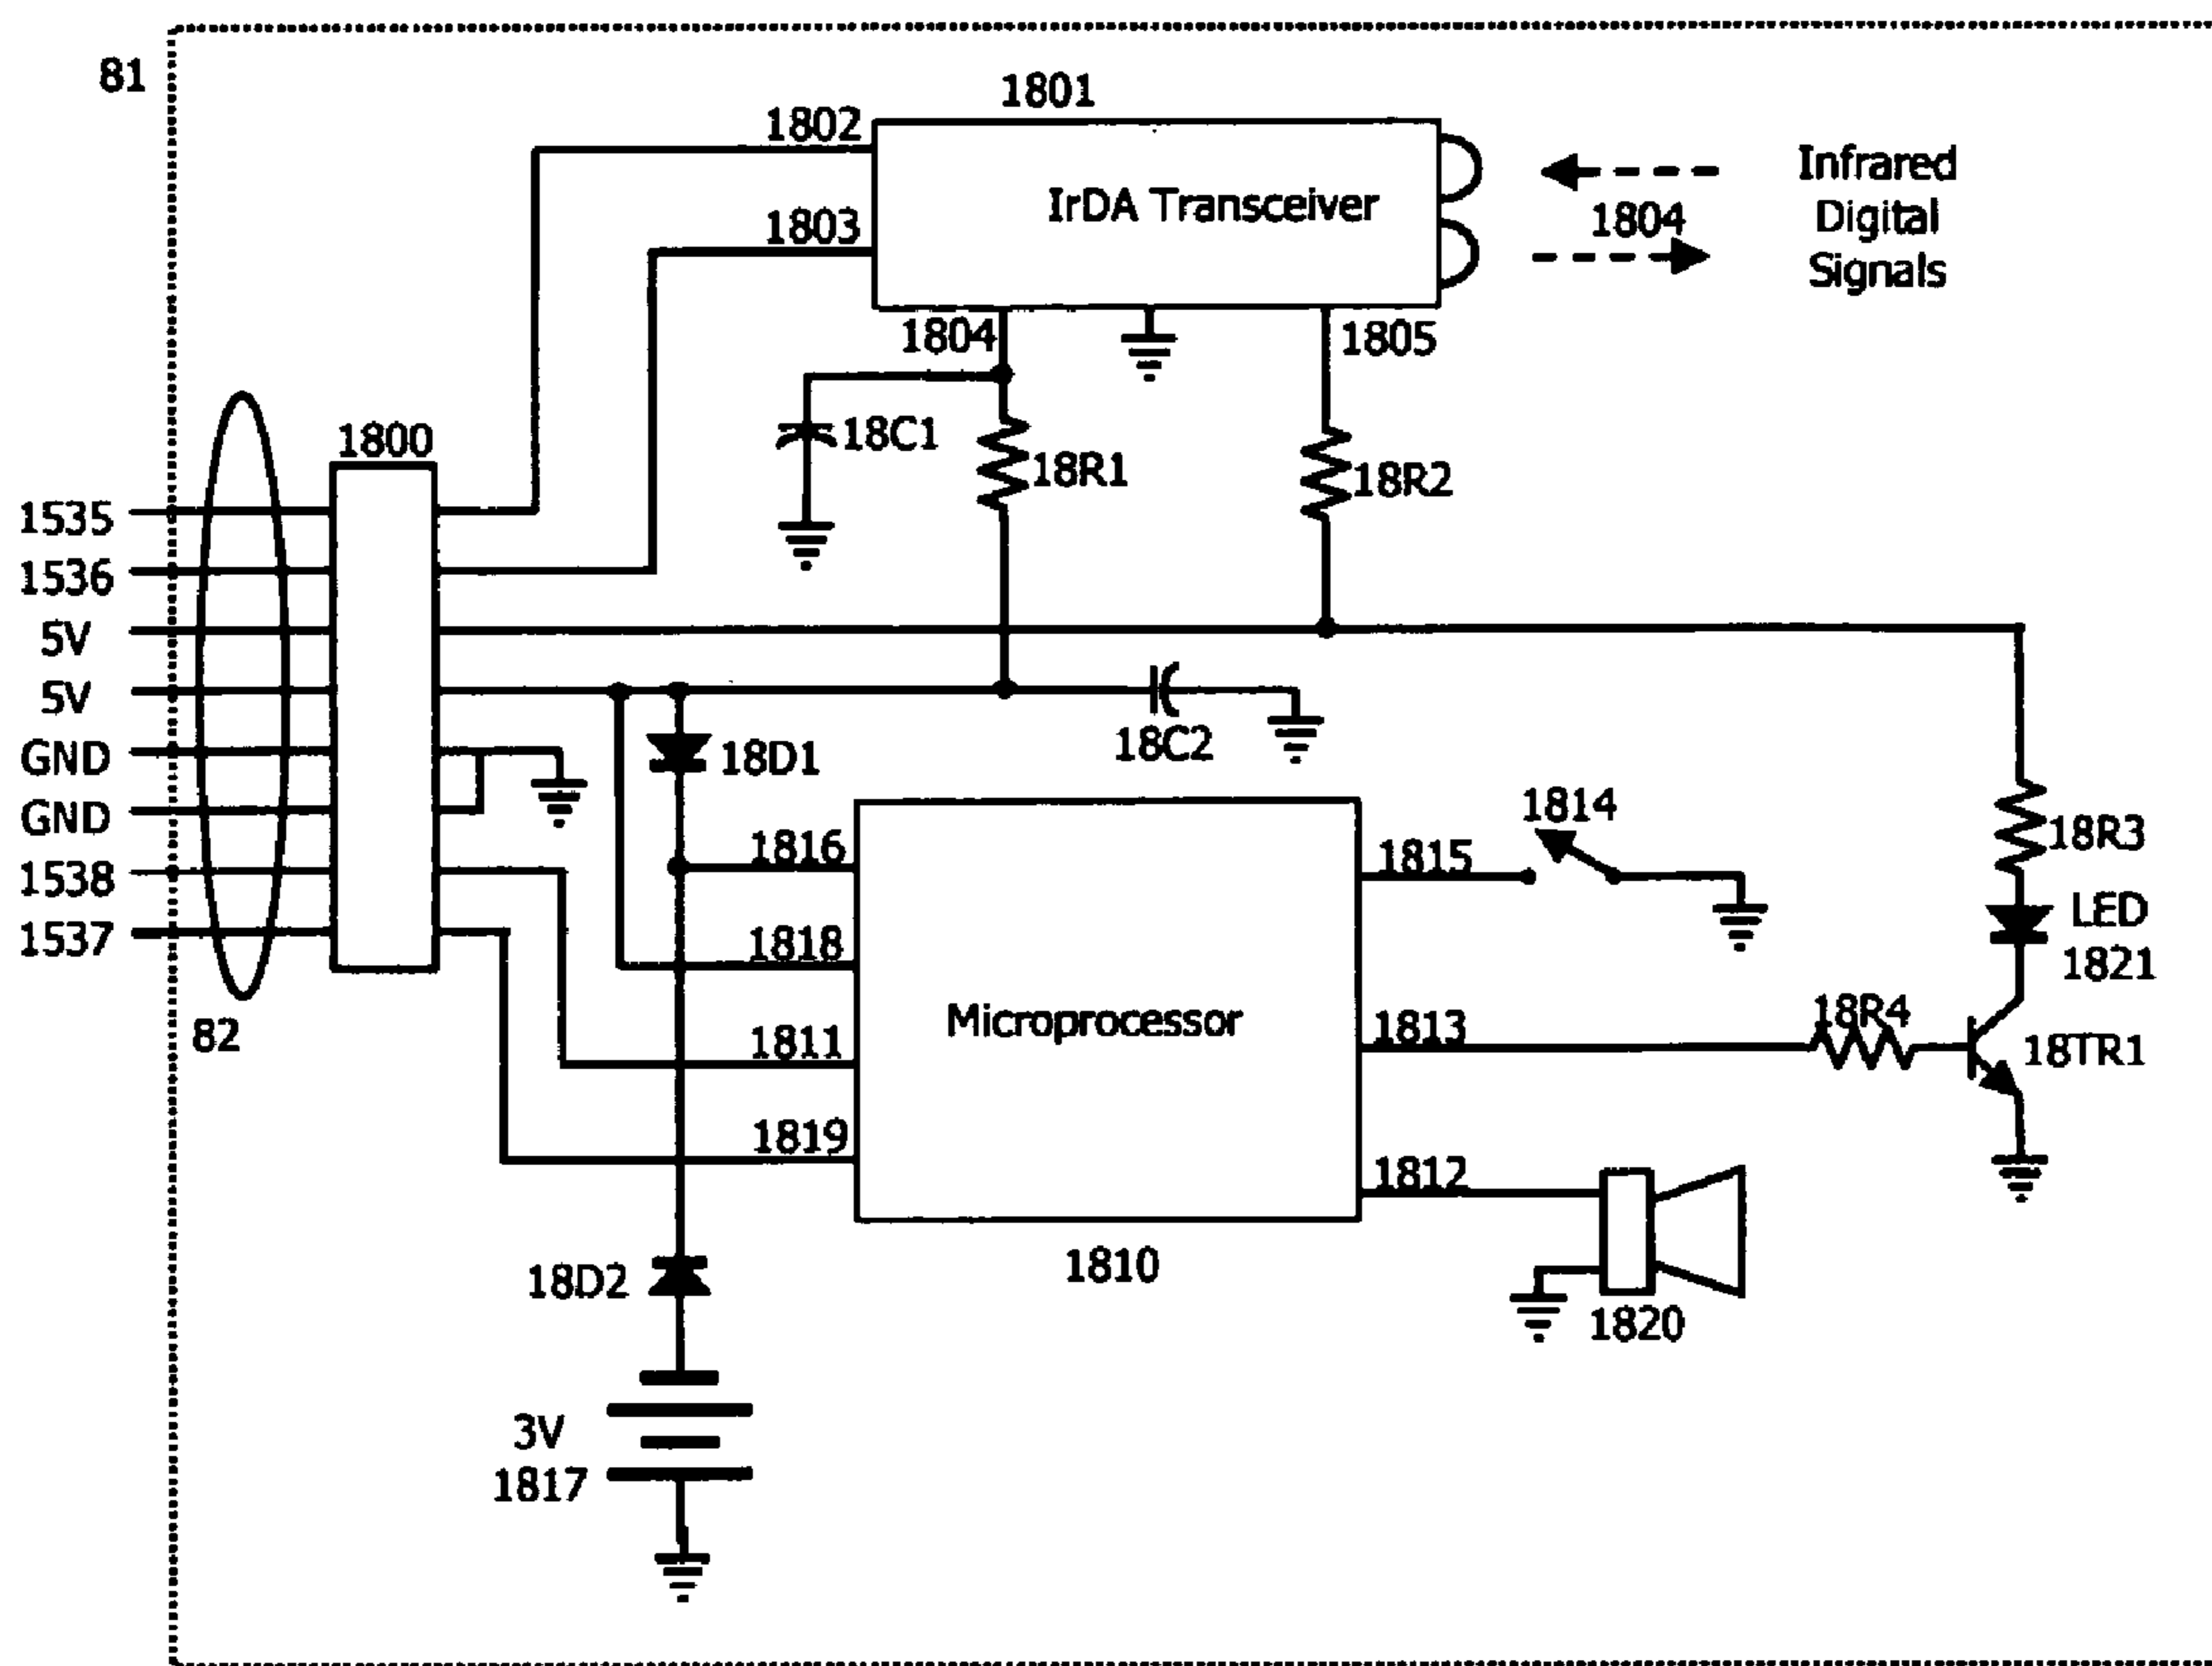 81
1801
1802
IrDA Transceiver
Infrared
Digital
Signals
1804
1803
1804
1805
18C1
18R1
18R2
1800
1535
1536
5V
5V
GND
GND
1538
1537
82
18D1
18C2
1816
1818
1811
1819
Microprocessor
1810
1815
1814
1813
1812
18R3
LED
1821
18R4
18TR1
1820
18D2
3V
1817